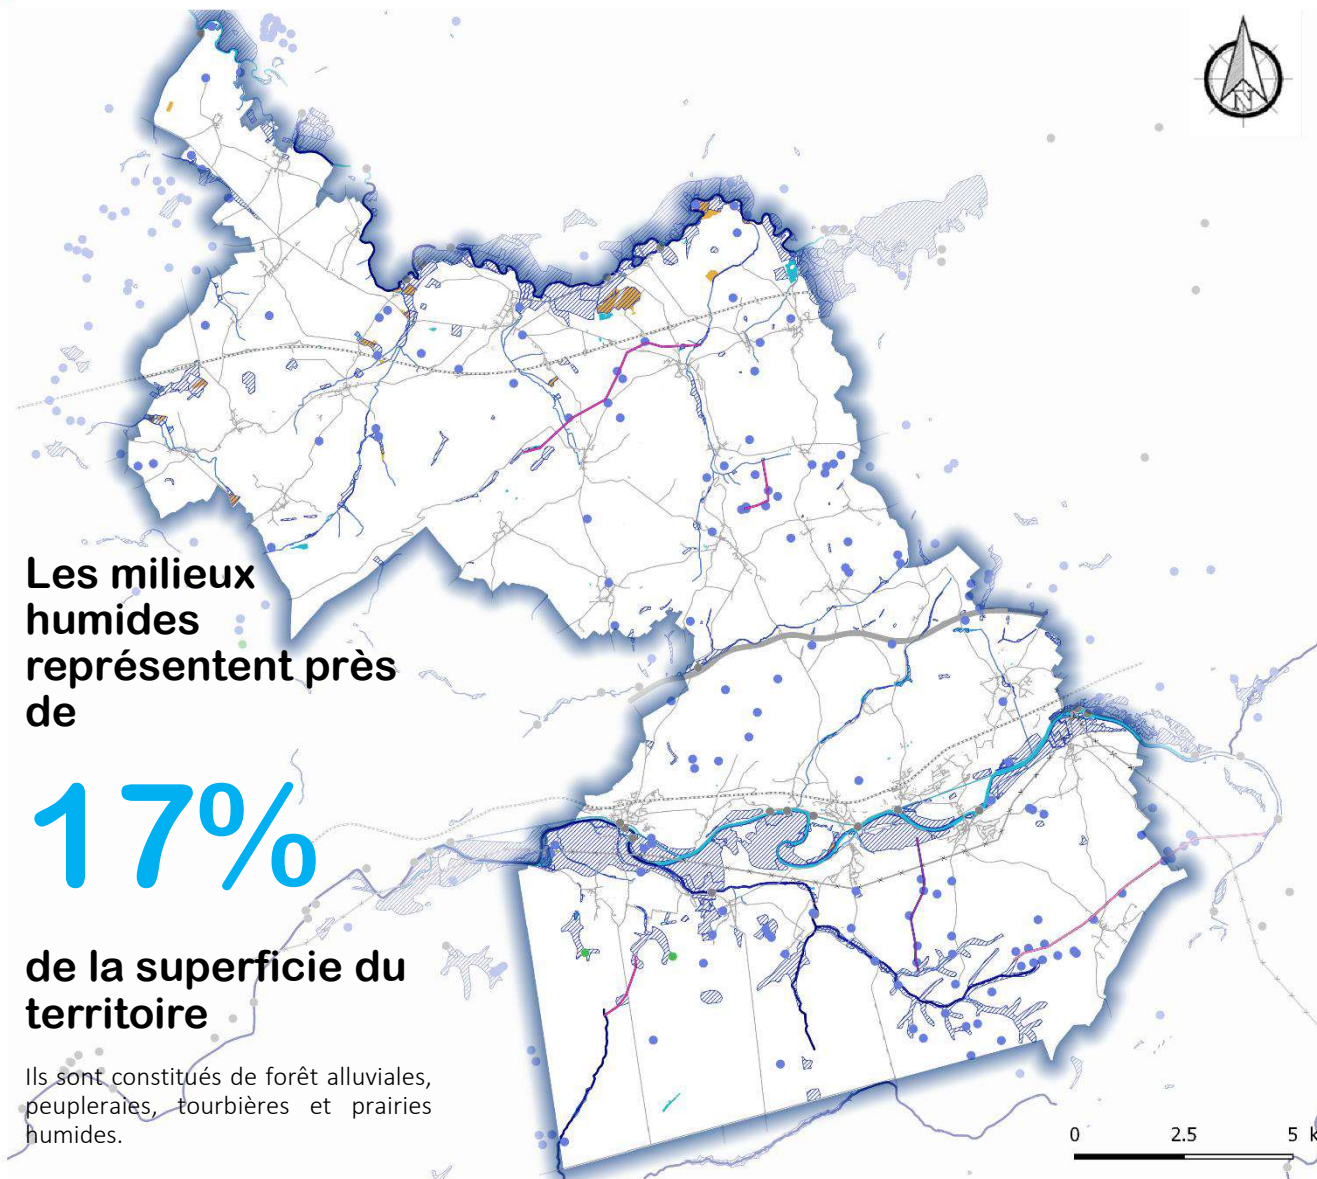 N
Les milieux
humides
représentent près
de
17%
de la superficie du
territoire
Ils sont constitués de forêt alluviales,
peupleraies, tourbières et prairies
humides.
0 2.5 5 k